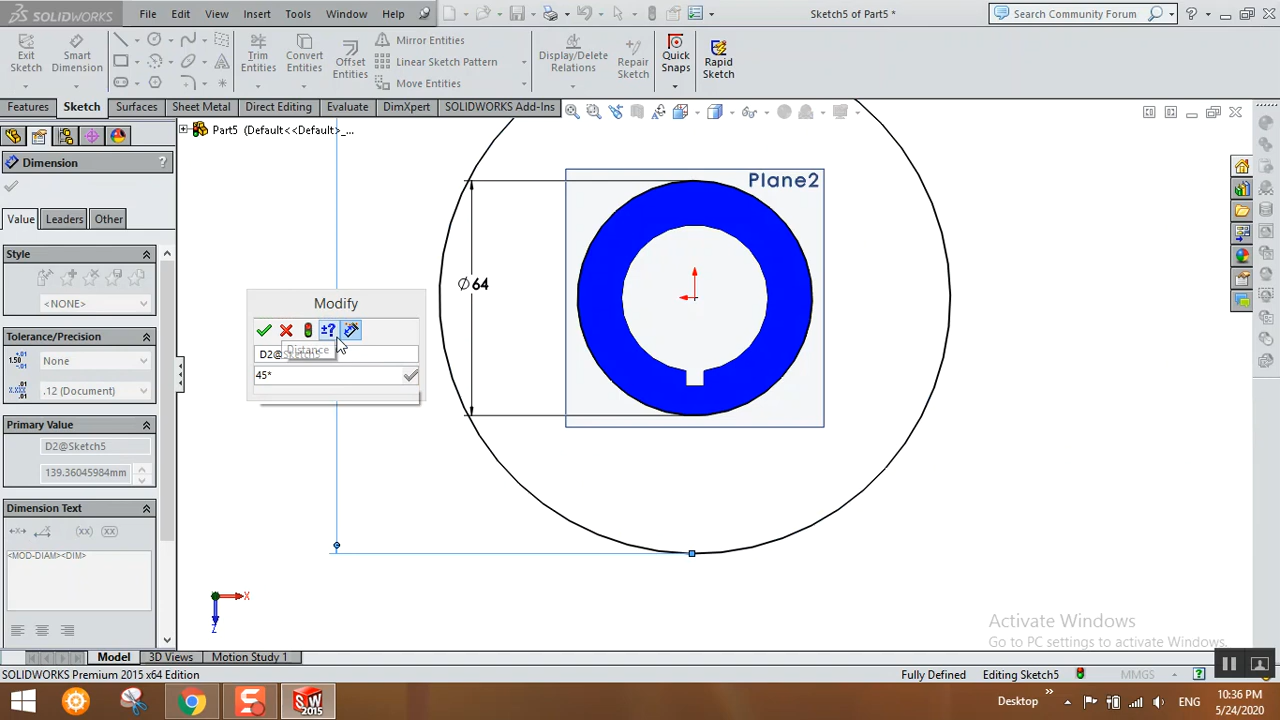 SOLIDWORKS File Edit View Insert Tools Window Help Sketch5 of Part5 * Search Community Forum
Exit Sketch
Smart Dimension
Trim Entities
Convert Entities
Offset Entities
Mirror Entities
Linear Sketch Pattern
Move Entities
Display/Delete Relations
Repair Sketch
Quick Snaps
Rapid Sketch
Features Sketch Surfaces Sheet Metal Direct Editing Evaluate DimXpert SOLIDWORKS Add-Ins
Part5 (Default<<Default>_...
Dimension ?
Value Leaders Other
Style
<NONE>
Tolerance/Precision
None
.12 (Document)
Primary Value
D2@Sketch5
139.36045984mm
Dimension Text
<MOD-DIAM><DIM>
Plane2
∅64
Modify
±?
Distance
45*
X
Z
Activate Windows
Go to PC settings to activate Windows.
Model 3D Views Motion Study 1
SOLIDWORKS Premium 2015 x64 Edition Fully Defined Editing Sketch5 MMGS
Desktop ENG 10:36 PM
5/24/2020